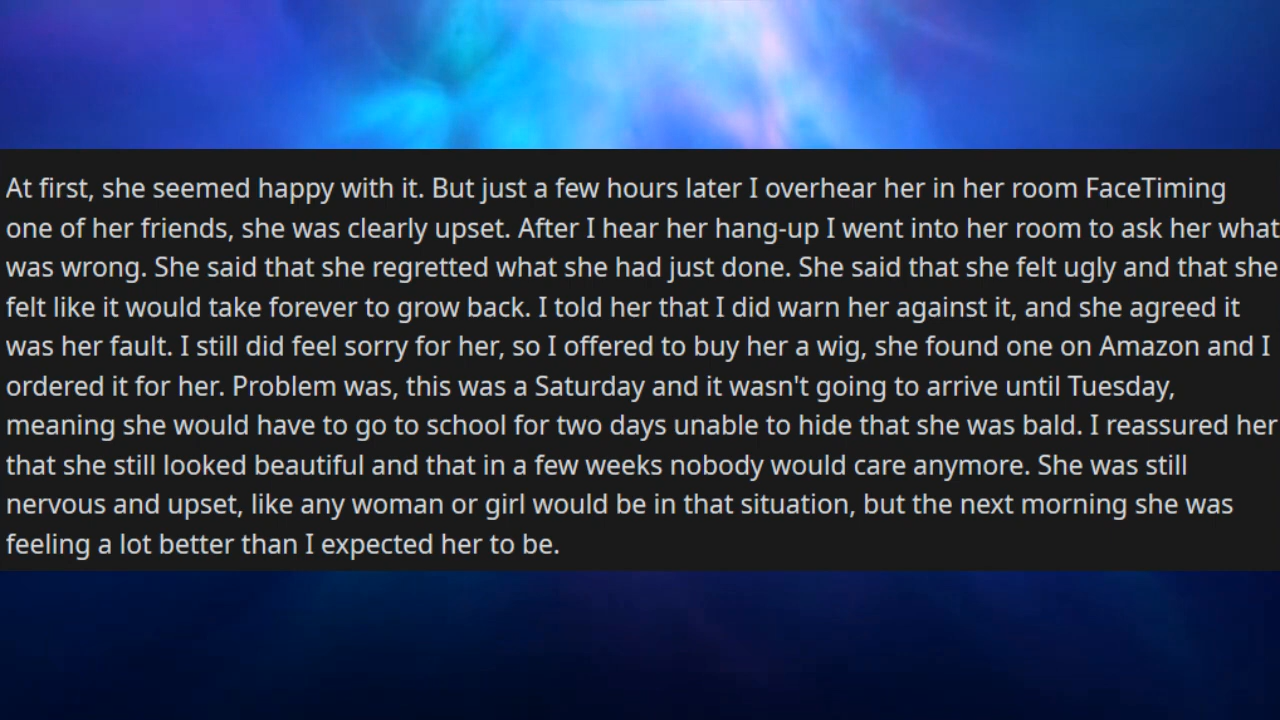 At first, she seemed happy with it. But just a few hours later I overhear her in her room FaceTiming
one of her friends, she was clearly upset. After I hear her hang-up I went into her room to ask her what
was wrong. She said that she regretted what she had just done. She said that she felt ugly and that she
felt like it would take forever to grow back. I told her that I did warn her against it, and she agreed it
was her fault. I still did feel sorry for her, so I offered to buy her a wig, she found one on Amazon and I
ordered it for her. Problem was, this was a Saturday and it wasn't going to arrive until Tuesday,
meaning she would have to go to school for two days unable to hide that she was bald. I reassured her
that she still looked beautiful and that in a few weeks nobody would care anymore. She was still
nervous and upset, like any woman or girl would be in that situation, but the next morning she was
feeling a lot better than I expected her to be.